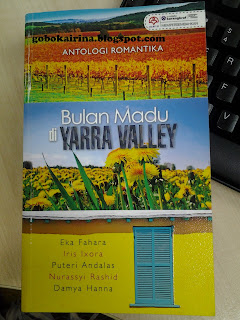 gobokairina.blogspot.com
ANTOLOGI ROMANTIKA
Bulan Madu
di YARRA VALLEY
Eka Fahara
Iris Ixora
Puteri Andalas
Nurassyi Rashid
Damya Hanna